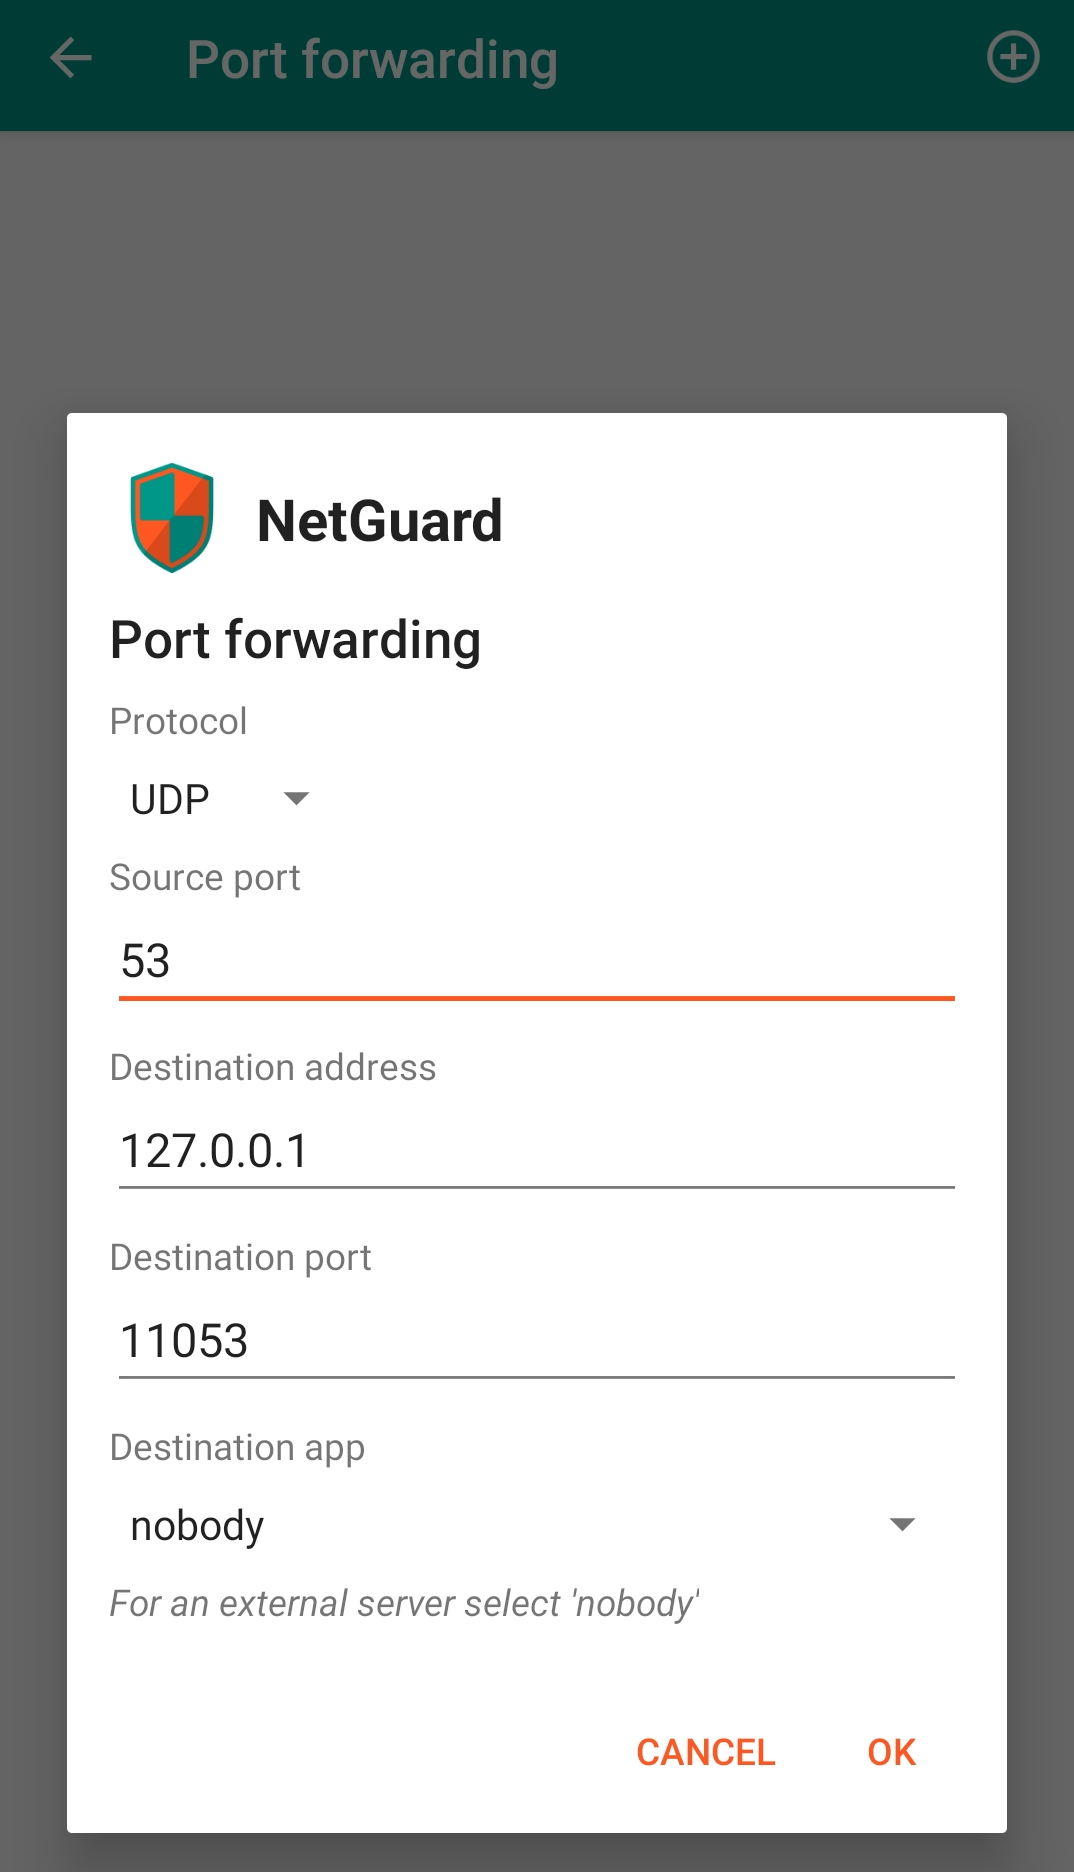 Port forwarding
NetGuard
Port forwarding
Protocol
UDP
Source port
53
Destination address
127.0.0.1
Destination port
11053
Destination app
nobody
For an external server select 'nobody'
CANCEL OK